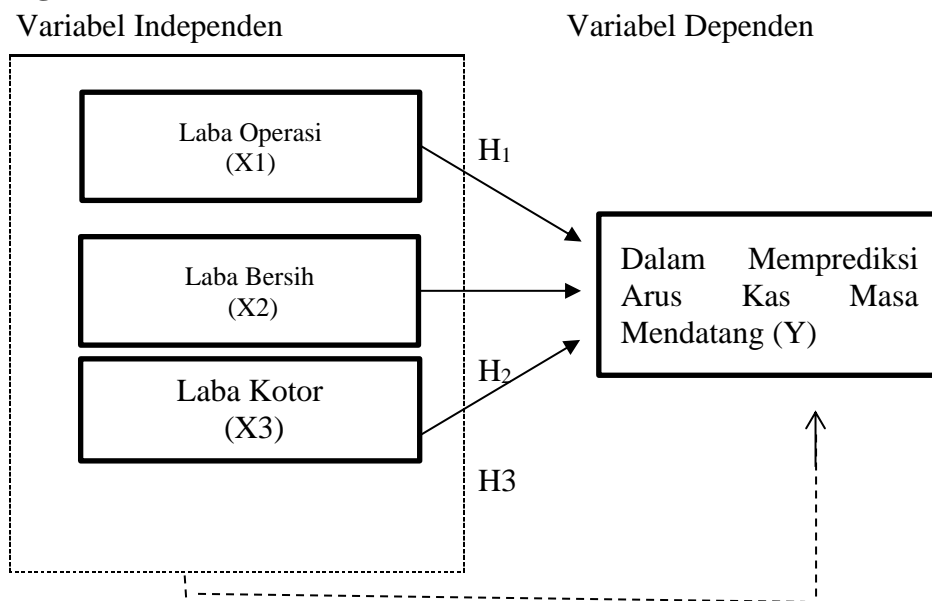 Variabel Independen
Variabel Dependen
Laba Operasi
(X1)
H1
Laba Bersih
(X2)
Dalam Memprediksi
Arus Kas Masa
Mendatang (Y)
H2
Laba Kotor
(X3)
H3